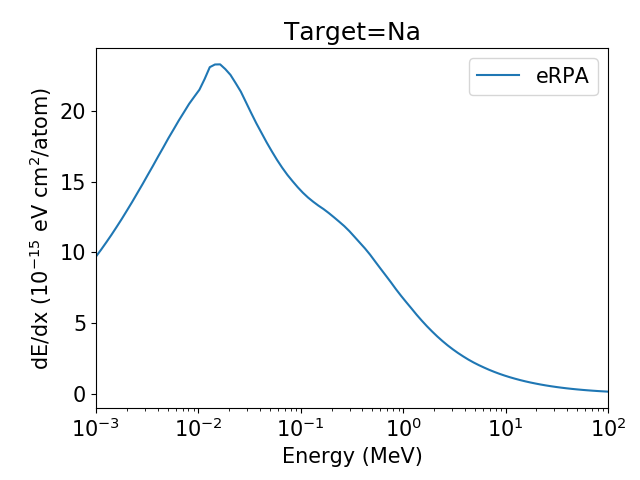 Target=Na
eRPA
dE/dx (10⁻¹⁵ eV cm²/atom)
20
15
10
5
0
10⁻³ 10⁻² 10⁻¹ 10⁰ 10¹ 10²
Energy (MeV)